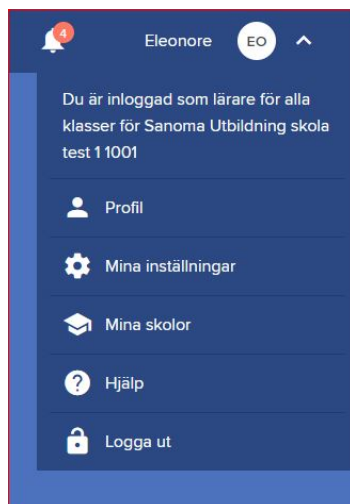 4
Eleonore EO
Du är inloggad som lärare för alla
klasser för Sanoma Utbildning skola
test 1 1001
Profil
Mina inställningar
Mina skolor
? Hjälp
Logga ut